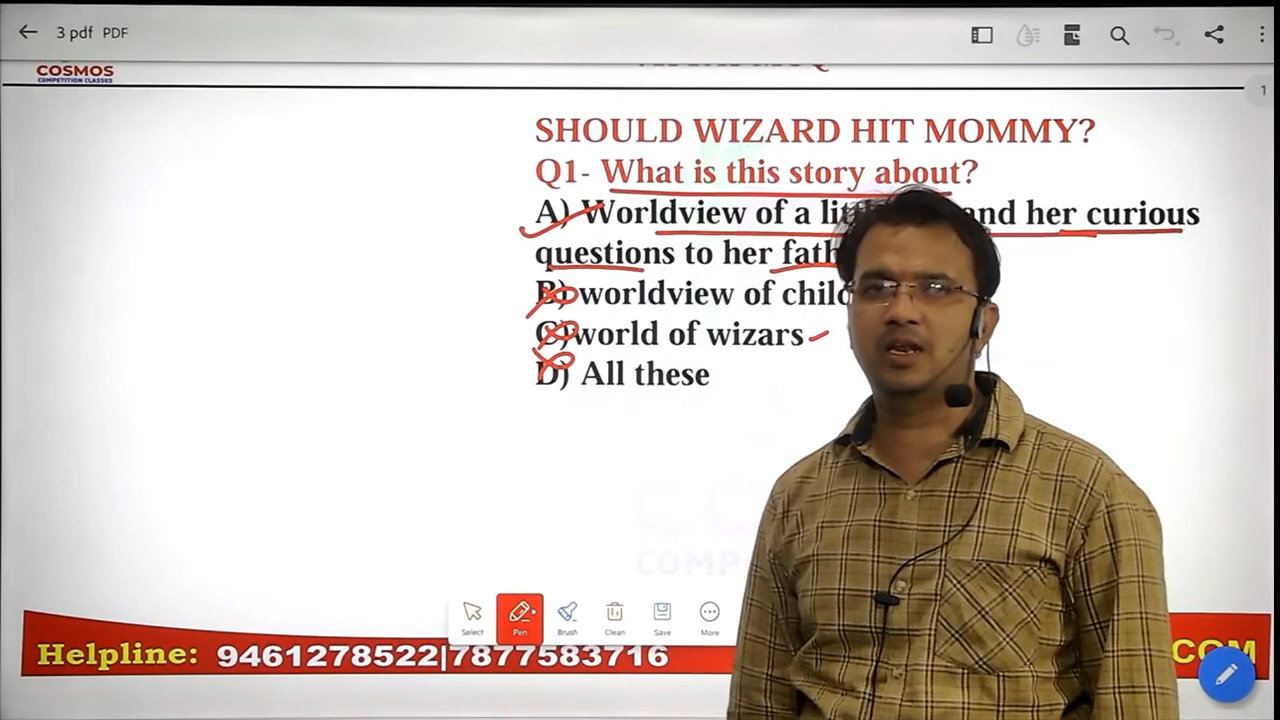 3 pdf PDF
COSMOS
COMPETITION CLASSES
1
SHOULD WIZARD HIT MOMMY?
Q1- What is this story about?
A) Worldview of a and her curious
questions to her
B) worldview of
C)world of wizars
D) All these
Select Pen Brush Clean Save More
Helpline: 9461278522|7877583716